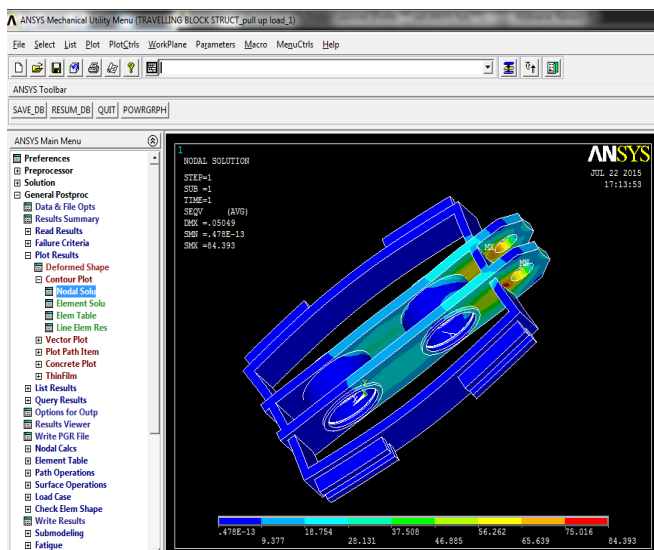 ANSYS Mechanical Utility Menu (TRAVELLING BLOCK STRUCT_pull up load_1)
File Select List Plot PlotCtrls WorkPlane Parameters Macro MenuCtrls Help
ANSYS Toolbar
SAVE_DB RESUM_DB QUIT POWRGRPH
ANSYS Main Menu
Preferences
Preprocessor
Solution
General Postproc
Data & File Opts
Results Summary
Read Results
Failure Criteria
Plot Results
Deformed Shape
Contour Plot
Nodal Solu
Element Solu
Elem Table
Line Elem Res
Vector Plot
Plot Path Item
Concrete Plot
ThinFilm
List Results
Query Results
Options for Outp
Results Viewer
Write PGR File
Nodal Calcs
Element Table
Path Operations
Surface Operations
Load Case
Check Elem Shape
Write Results
Submodeling
Fatigue
1
NODAL SOLUTION
STEP=1
SUB =1
TIME=1
SEQV (AVG)
DMX =.05049
SMN =.478E-13
SMX =84.393
ANSYS
JUL 22 2015
17:13:53
MX
.478E-13 18.754 37.508 56.262 75.016
9.377 28.131 46.885 65.639 84.393